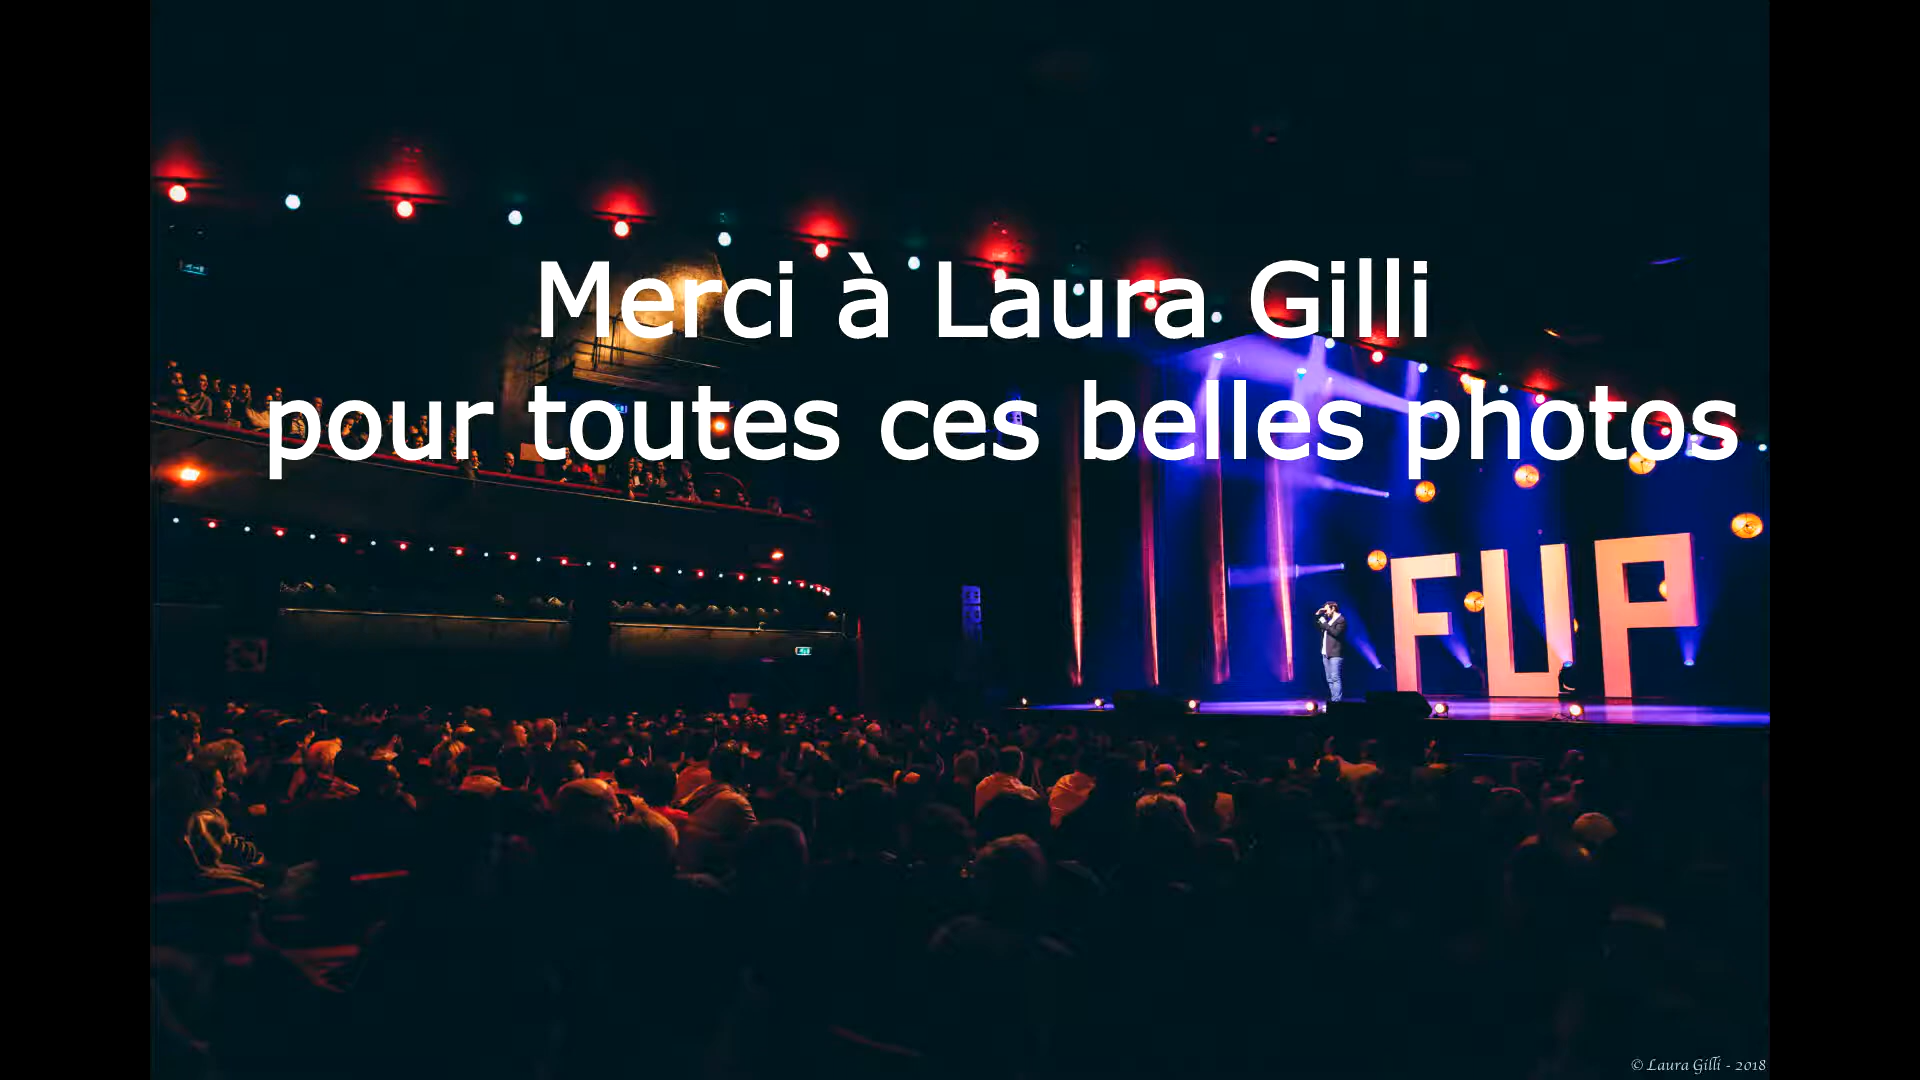 Merci à Laura Gilli
pour toutes ces belles photos
FUP
© Laura Gilli - 2018